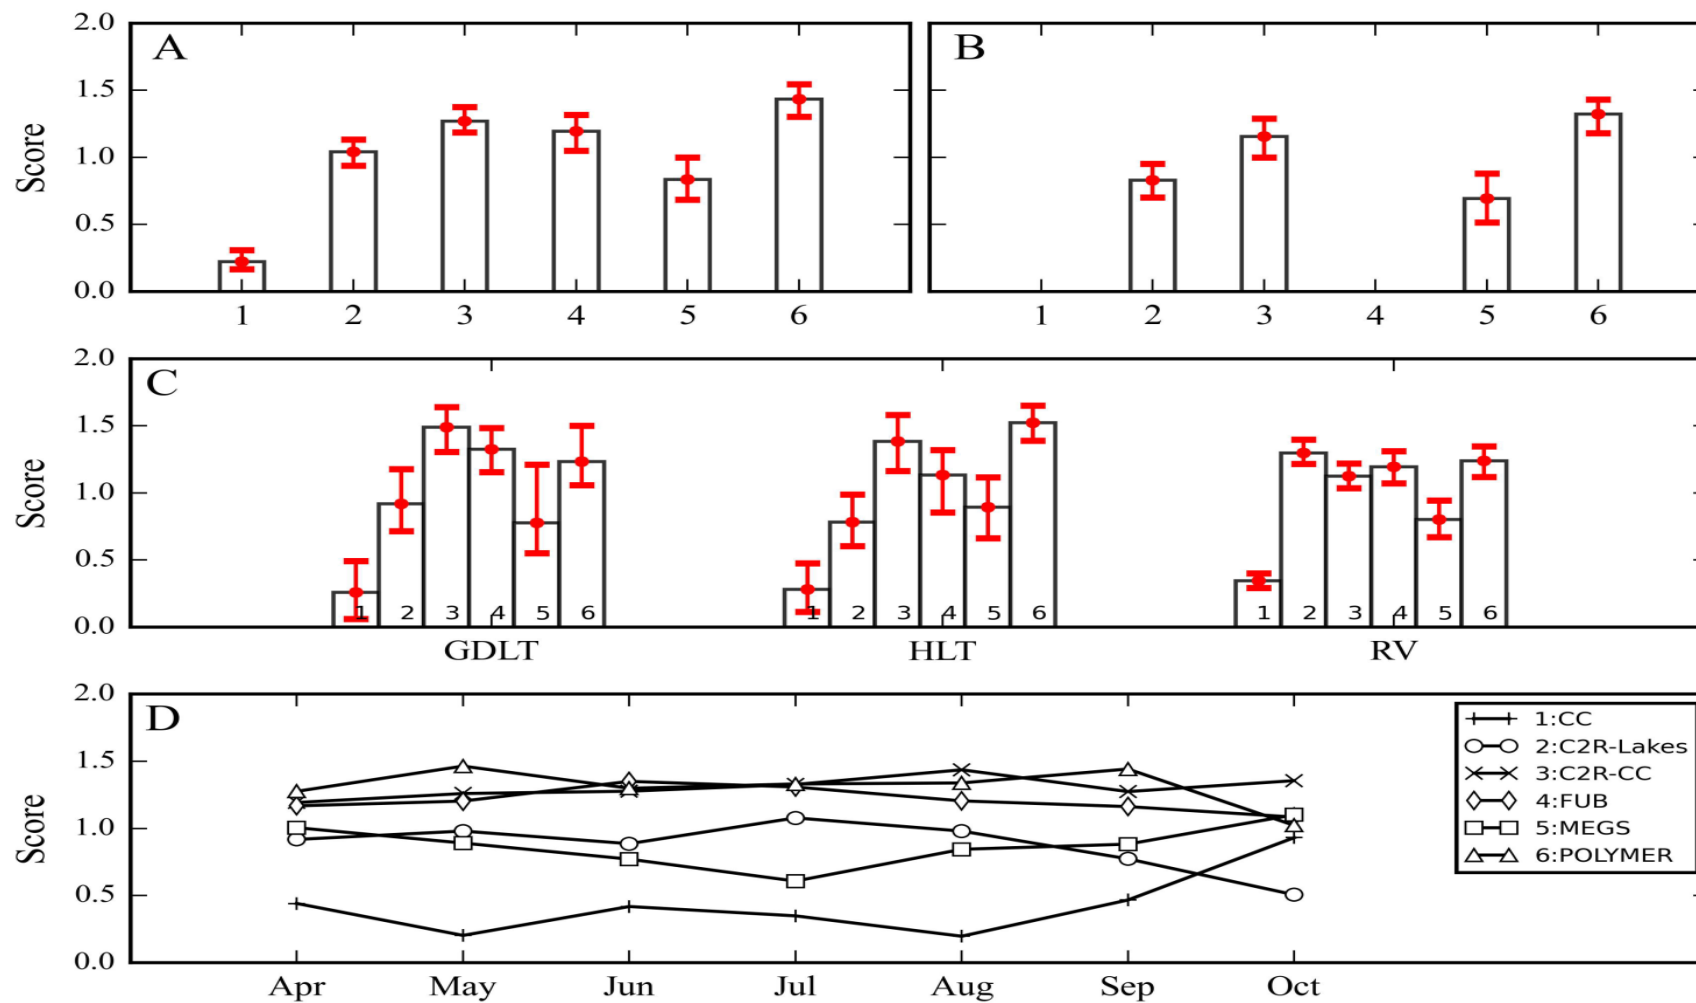 A
Score
2.0
1.5
1.0
0.5
0.0
1 2 3 4 5 6
B
1 2 3 4 5 6
C
Score
2.0
1.5
1.0
0.5
0.0
1 2 3 4 5 6
1 2 3 4 5 6
1 2 3 4 5 6
GDLT HLT RV
D
Score
2.0
1.5
1.0
0.5
0.0
Apr May Jun Jul Aug Sep Oct
1:CC
2:C2R-Lakes
3:C2R-CC
4:FUB
5:MEGS
6:POLYMER